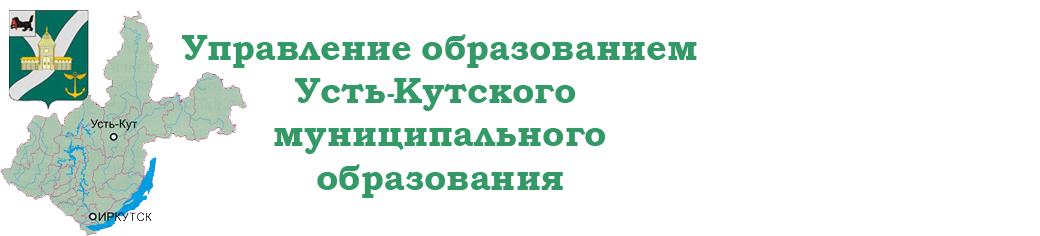 Управление образованием
Усть-Кутского
муниципального
образования
Усть-Кут
ИРКУТСК